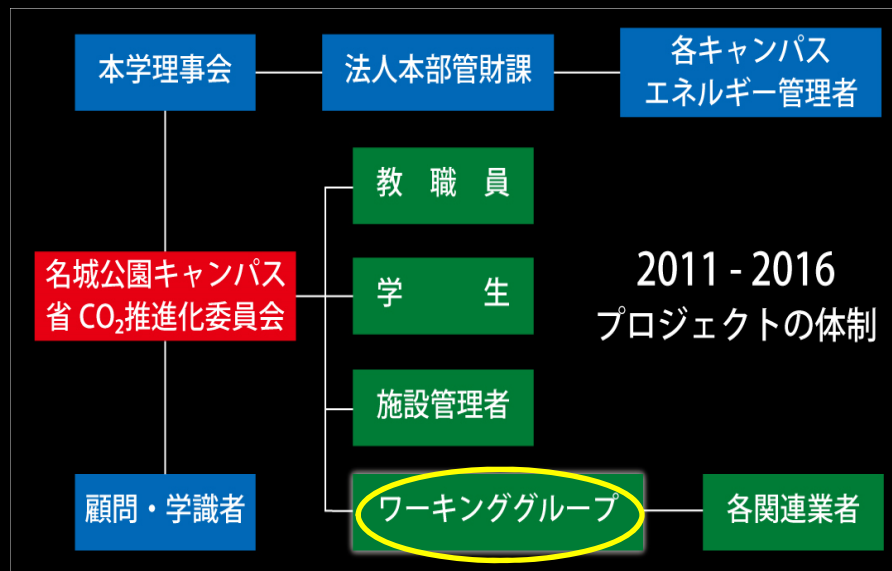 本学理事会
法人本部管財課
各キャンパス
エネルギー管理者
教 職 員
名城公園キャンパス
省 CO₂推進化委員会
学 生
2011 - 2016
プロジェクトの体制
施設管理者
顧問・学識者
ワーキンググループ
各関連業者